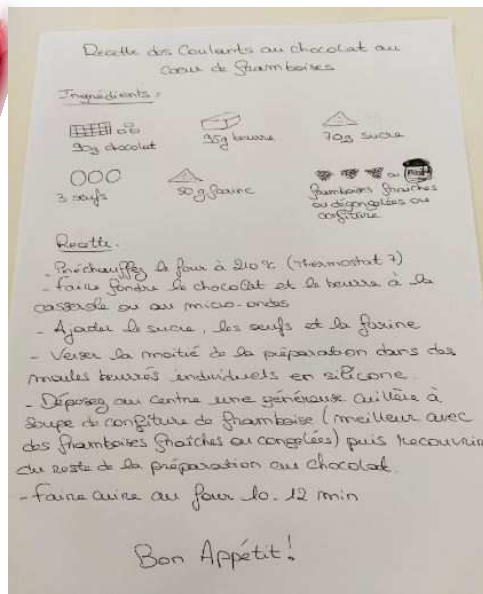 Recette des Coulants au chocolat au
Cœur de framboises
Ingrédients :
90g chocolat
95g beurre
70g sucre
3 œufs
50g farine
framboises fraîches
ou dégongelées ou
confiture
Recette.
- Préchauffez le four à 210°C (thermostat 7)
- Faire fondre le chocolat et le beurre à la
casserole ou au micro-ondes
- Ajouter le sucre, les œufs et la farine
- Verser la moitié de la préparation dans des
moules beurrés individuels en silicone.
- Déposez au centre une généreuse cuillère à
soupe de confiture de framboise (meilleur avec
des framboises fraîches ou congelées) puis recouvrir
du reste de la préparation au chocolat.
- Faire cuire au four 10-12 min
Bon Appétit!